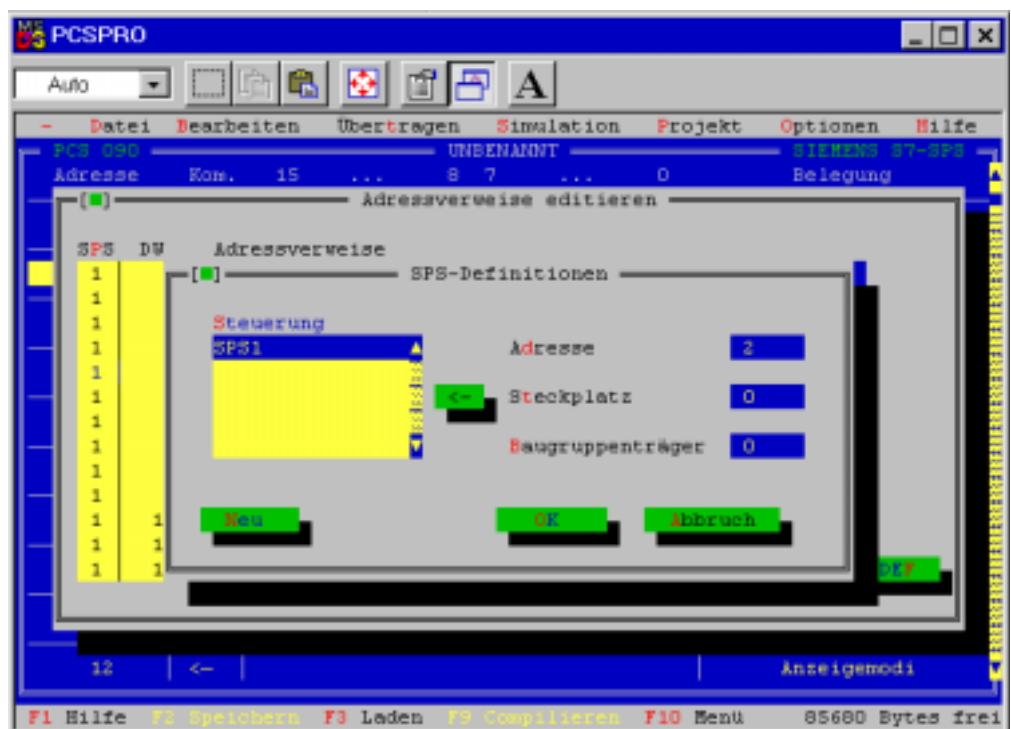 PCSPRO
Auto A
- Datei Bearbeiten Übertragen Simulation Projekt Optionen Hilfe
PCS 090 UNBENANNT SIEMENS S7-SPS
Adresse Kom. 15 ... 8 7 ... 0 Belegung
Adressverweise editieren
SPS DW Adressverweise
1 SPS-Definitionen
1
1 Steuerung
1 SPS1 Adresse 2
1
1 <- Steckplatz 0
1
1 Baugruppenträger 0
1
1
1 1 Neu OK Abbruch
1 1
1 1 DEF
12 <- Anzeigemodi
F1 Hilfe F2 Speichern F3 Laden F9 Compilieren F10 Menü 85680 Bytes frei